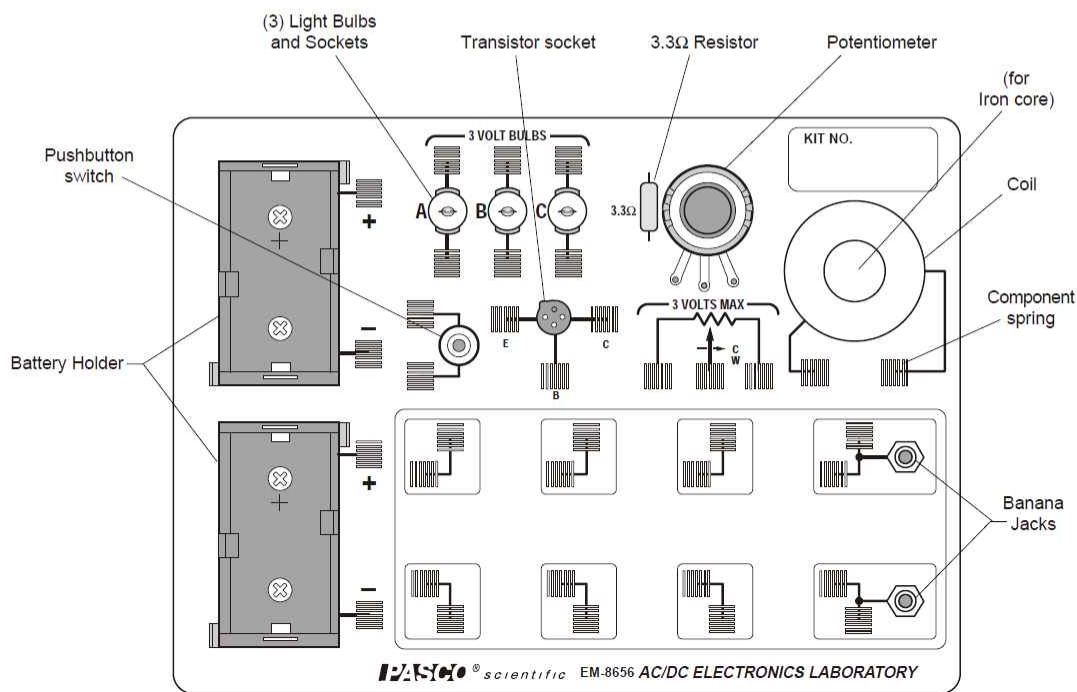 (3) Light Bulbs
and Sockets
Transistor socket
3.3Ω Resistor
Potentiometer
(for
Iron core)
Pushbutton
switch
3 VOLT BULBS
KIT NO.
Coil
+
A
B
C
3.3Ω
3 VOLTS MAX
Component
spring
E
C
B
C
W
–
Battery Holder
+
Banana
Jacks
–
PASCO® scientific EM-8656 AC/DC ELECTRONICS LABORATORY